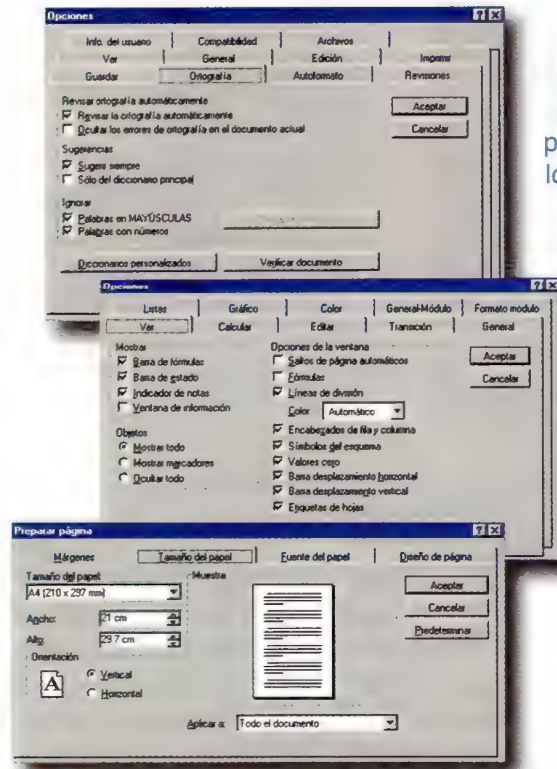 Opciones
Info. del usuario Compatibilidad Archivos
Ver General Edición Imprimir
Guardar Ortografía Autoformato Revisiones
Revisar ortografía automáticamente
Revisar la ortografía automáticamente
Ocultar los errores de ortografía en el documento actual
Sugerencias
Sugerir siempre
Sólo del diccionario principal
Ignorar
Palabras en MAYÚSCULAS
Palabras con números
Diccionarios personalizados Verificar documento
Aceptar
Cancelar
p
lo
Opciones
Listas Gráfico Color General-Módulo Formato módulo
Ver Calcular Editar Transición General
Mostrar
Barra de fórmulas
Barra de estado
Indicador de notas
Ventana de información
Objetos
Mostrar todo
Mostrar marcadores
Ocultar todo
Opciones de la ventana
Saltos de página automáticos
Fórmulas
Líneas de división
Color Automático
Encabezados de fila y columna
Símbolos del esquema
Valores cero
Barra desplazamiento horizontal
Barra desplazamiento vertical
Etiquetas de hojas
Aceptar
Cancelar
Preparar página
Márgenes Tamaño del papel Fuente del papel Diseño de página
Tamaño del papel:
A4 (210 x 297 mm)
Ancho: 21 cm
Alto: 29.7 cm
Orientación
A
Vertical
Horizontal
Muestra
Aplicar a: Todo el documento
Aceptar
Cancelar
Predeterminar